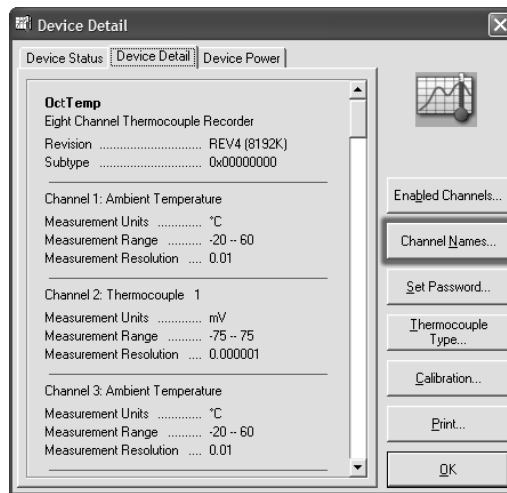 Device Detail
Device Status Device Detail Device Power
OctTemp
Eight Channel Thermocouple Recorder
Revision ............................ REV4 (8192K)
Subtype ............................ 0x00000000
Channel 1: Ambient Temperature
Measurement Units ............. °C
Measurement Range .......... -20 -- 60
Measurement Resolution .... 0.01
Channel 2: Thermocouple 1
Measurement Units ............. mV
Measurement Range .......... -75 -- 75
Measurement Resolution .... 0.000001
Channel 3: Ambient Temperature
Measurement Units ............. °C
Measurement Range .......... -20 -- 60
Measurement Resolution .... 0.01
Enabled Channels...
Channel Names...
Set Password...
Thermocouple
Type...
Calibration...
Print...
OK